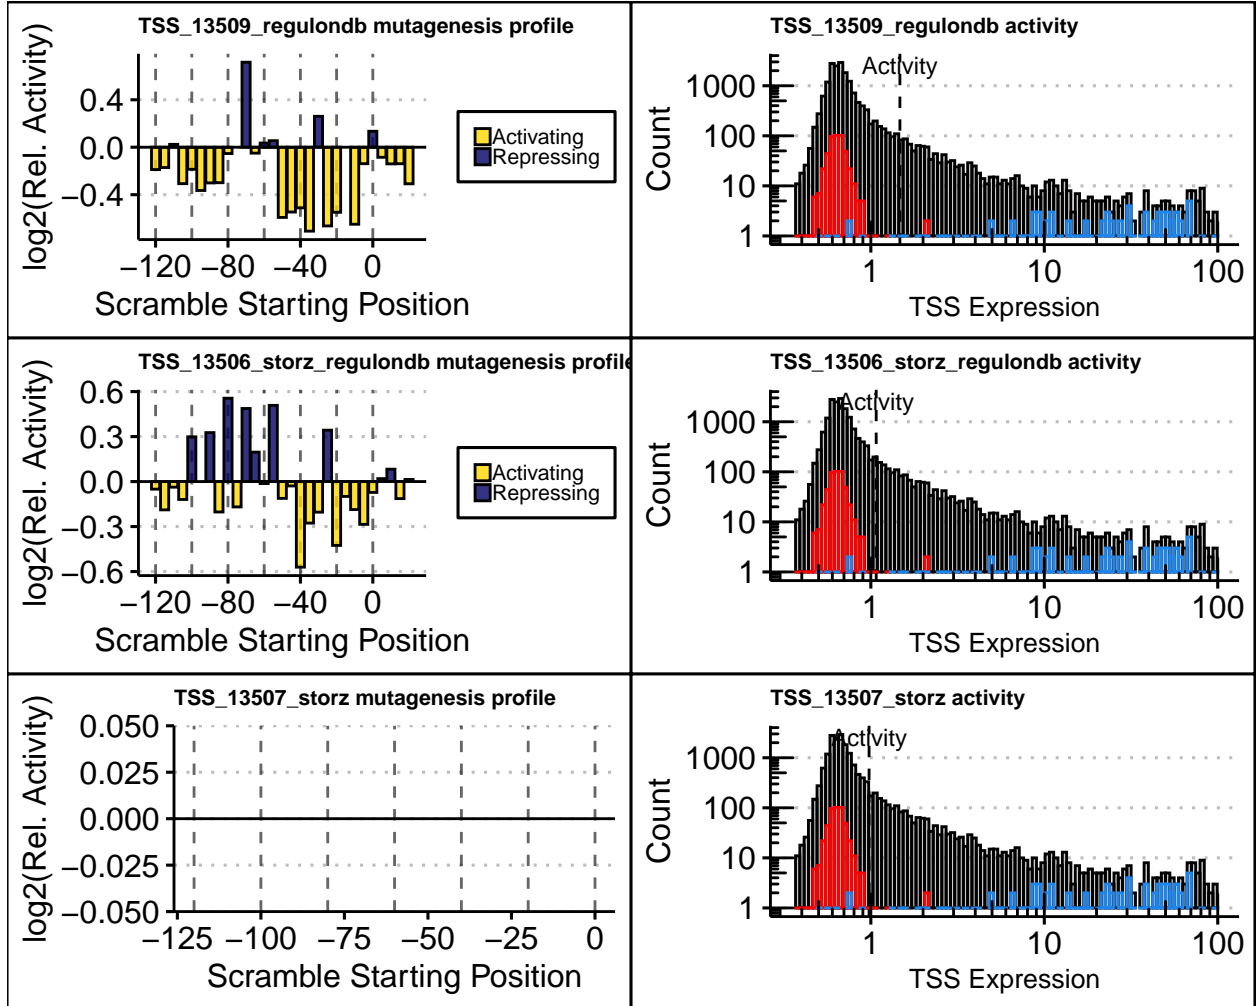 TSS_13509_regulondb mutagenesis profile
log2(Rel. Activity)
0.4
0.0
−0.4
−120 −80 −40 0
Scramble Starting Position
Activating
Repressing
TSS_13509_regulondb activity
Activity
Count
1000
100
10
1
1 10 100
TSS Expression
TSS_13506_storz_regulondb mutagenesis profile
log2(Rel. Activity)
0.6
0.3
0.0
−0.3
−0.6
−120 −80 −40 0
Scramble Starting Position
Activating
Repressing
TSS_13506_storz_regulondb activity
Activity
Count
1000
100
10
1
1 10 100
TSS Expression
TSS_13507_storz mutagenesis profile
log2(Rel. Activity)
0.050
0.025
0.000
−0.025
−0.050
−125 −100 −75 −50 −25 0
Scramble Starting Position
TSS_13507_storz activity
Activity
Count
1000
100
10
1
1 10 100
TSS Expression